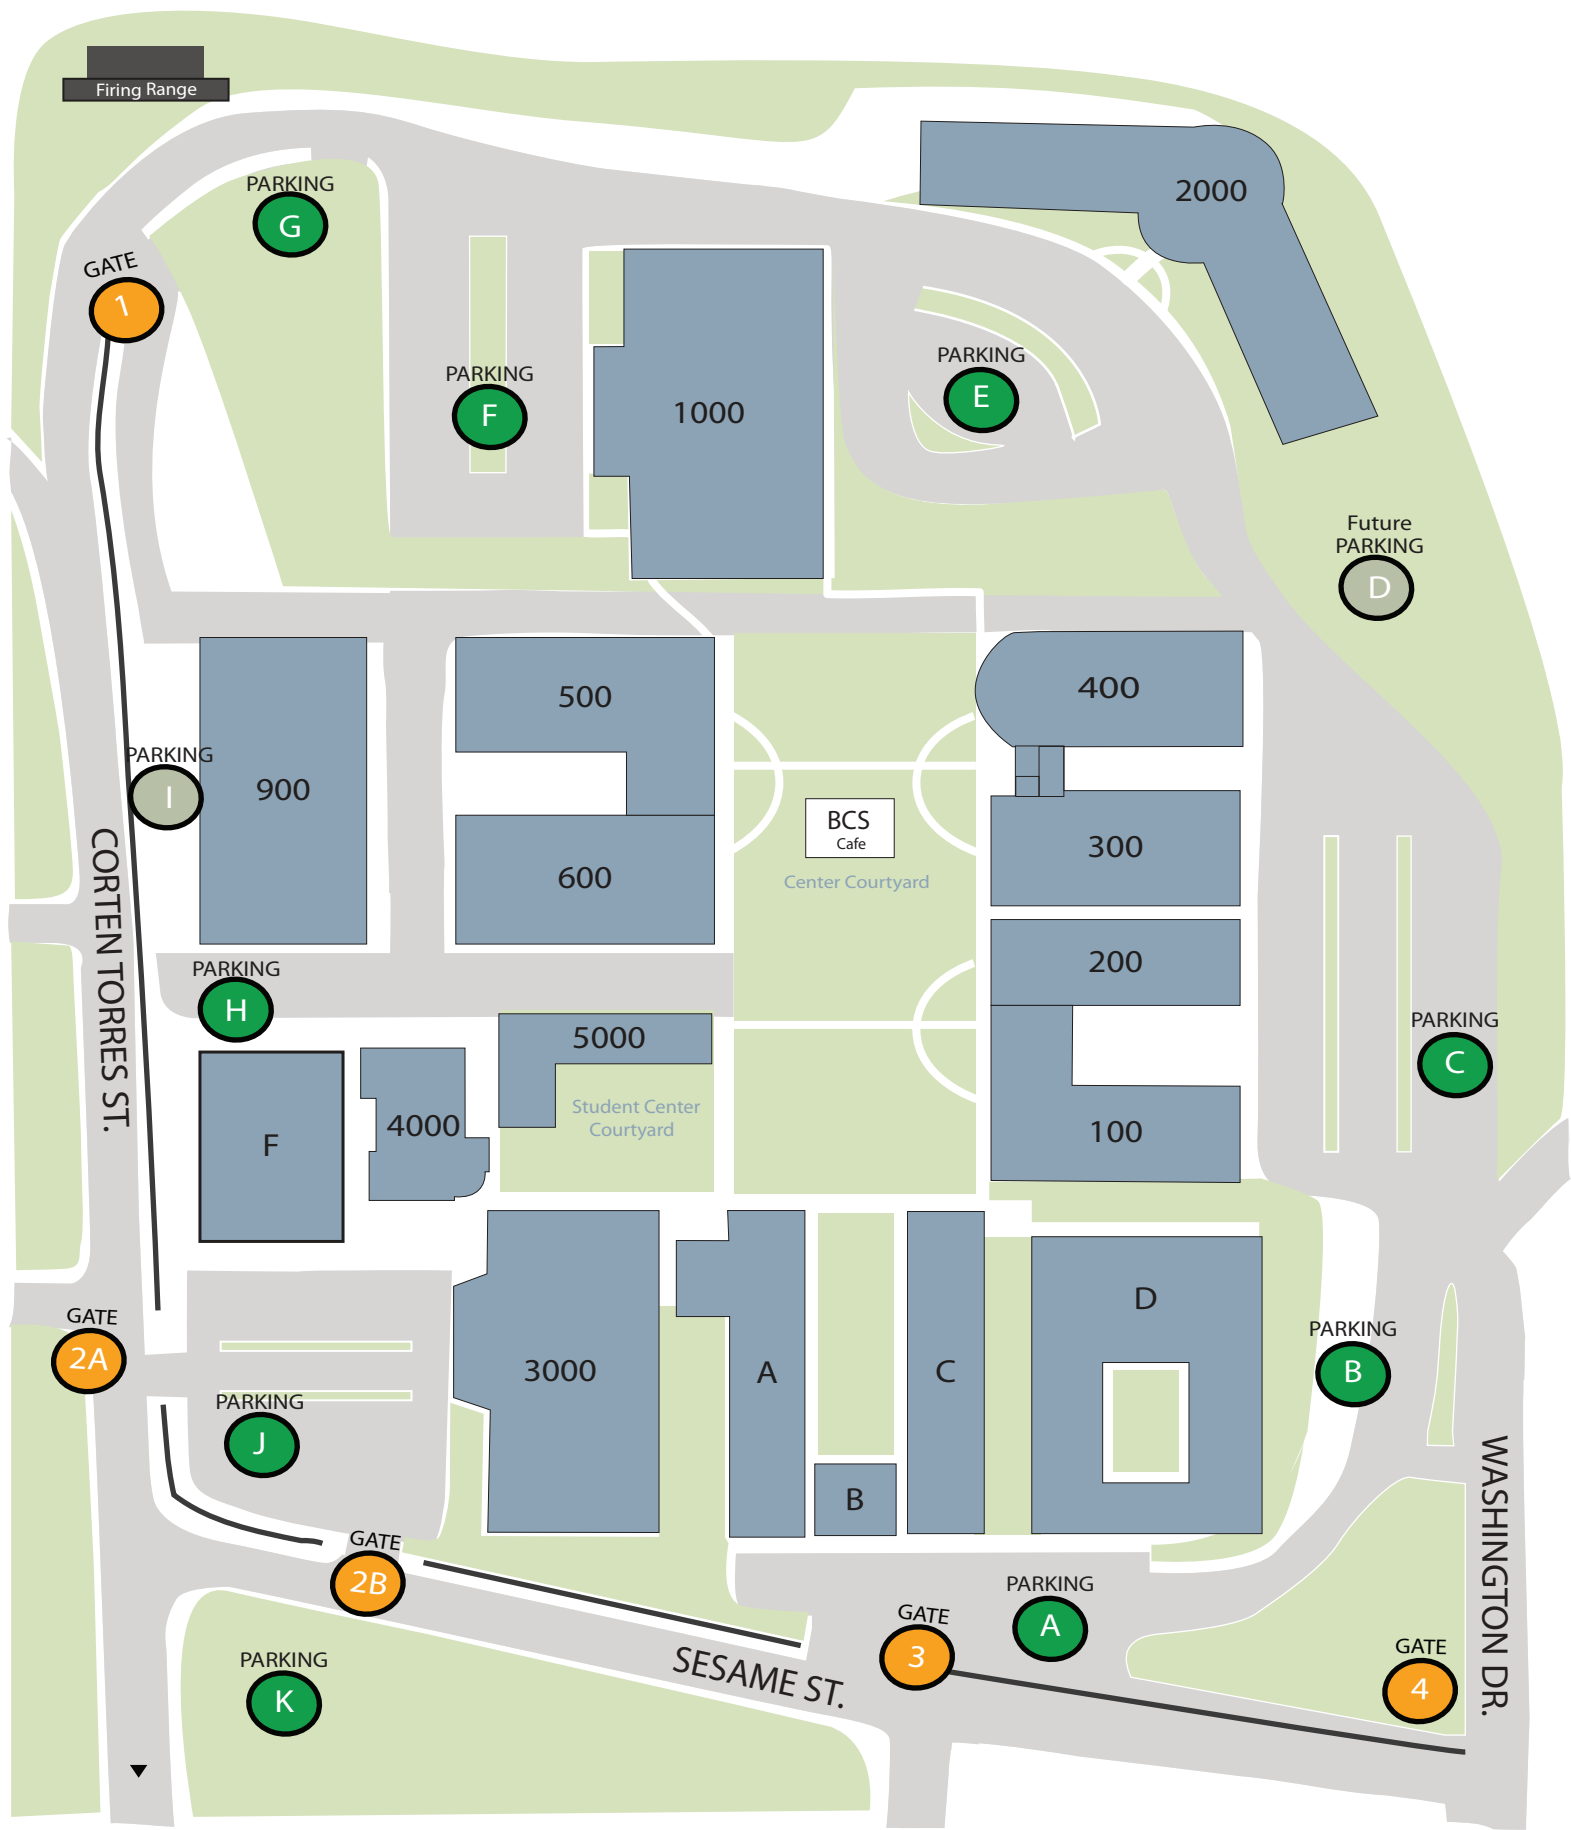 Firing Range
2000
PARKING
G
GATE
1
PARKING
F
1000
PARKING
E
Future
PARKING
D
500
400
PARKING
I
900
BCS
Cafe
300
600
Center Courtyard
CORTEN TORRES ST.
200
PARKING
H
5000
PARKING
C
Student Center
Courtyard
4000
100
F
D
GATE
2A
PARKING
B
3000
A
C
PARKING
J
B
WASHINGTON DR.
GATE
2B
PARKING
A
GATE
3
SESAME ST.
GATE
4
PARKING
K